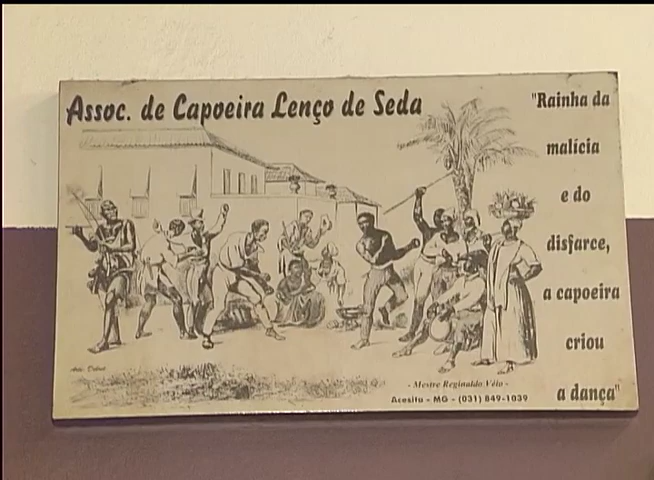 Assoc. de Capoeira Lenço de Seda
"Rainha da
malícia
e do
disfarce,
a capoeira
criou
a dança"
- Mestre Reginaldo Véio -
Acesita - MG - (031) 849-1039